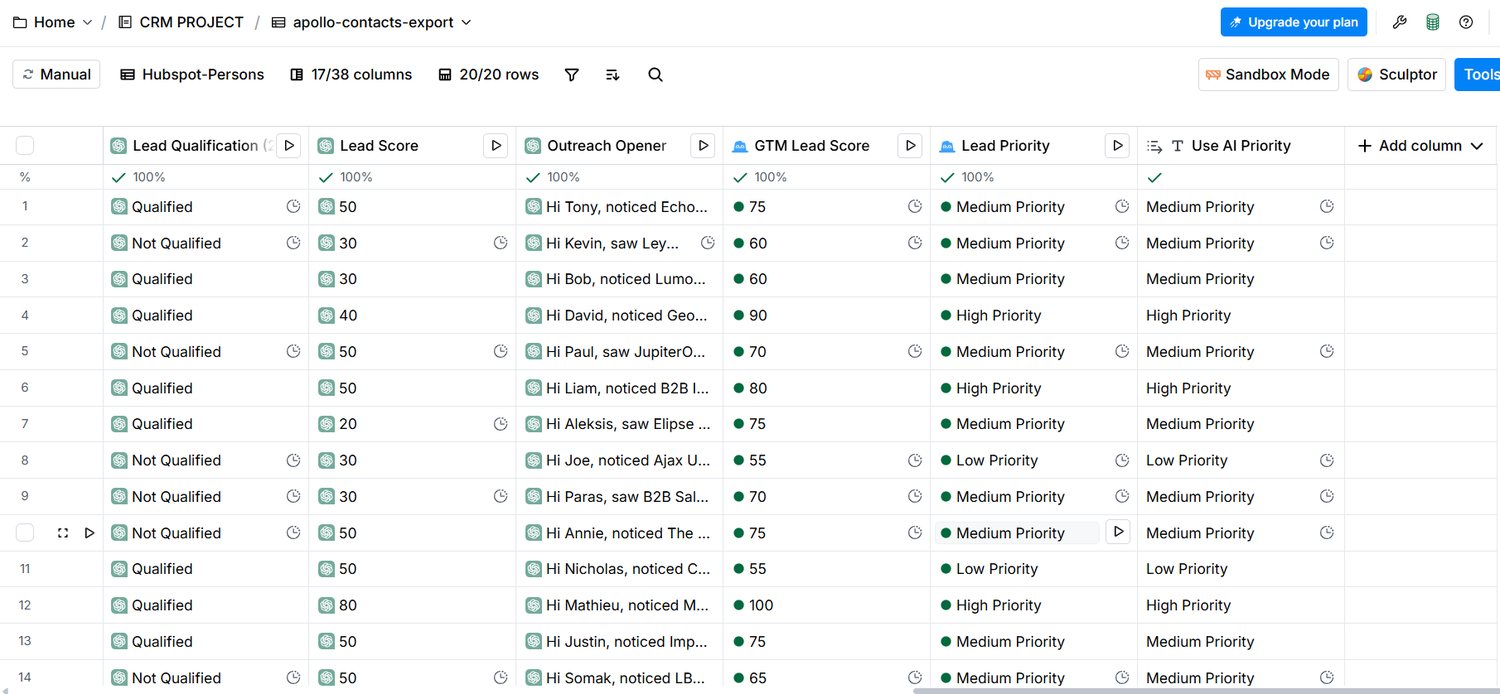 Home / CRM PROJECT / apollo-contacts-export Upgrade your plan
Manual Hubspot-Persons 17/38 columns 20/20 rows Sandbox Mode Sculptor Tools
Lead Qualification (2 Lead Score Outreach Opener GTM Lead Score Lead Priority Use AI Priority + Add column
% 100% 100% 100% 100% 100%
1 Qualified 50 Hi Tony, noticed Echo... 75 Medium Priority Medium Priority
2 Not Qualified 30 Hi Kevin, saw Ley... 60 Medium Priority Medium Priority
3 Qualified 30 Hi Bob, noticed Lumo... 60 Medium Priority Medium Priority
4 Qualified 40 Hi David, noticed Geo... 90 High Priority High Priority
5 Not Qualified 50 Hi Paul, saw JupiterO... 70 Medium Priority Medium Priority
6 Qualified 50 Hi Liam, noticed B2B I... 80 High Priority High Priority
7 Qualified 20 Hi Aleksis, saw Elipse ... 75 Medium Priority Medium Priority
8 Not Qualified 30 Hi Joe, noticed Ajax U... 55 Low Priority Low Priority
9 Not Qualified 30 Hi Paras, saw B2B Sal... 70 Medium Priority Medium Priority
Not Qualified 50 Hi Annie, noticed The ... 75 Medium Priority Medium Priority
11 Qualified 50 Hi Nicholas, noticed C... 55 Low Priority Low Priority
12 Qualified 80 Hi Mathieu, noticed M... 100 High Priority High Priority
13 Qualified 50 Hi Justin, noticed Imp... 75 Medium Priority Medium Priority
14 Not Qualified 50 Hi Somak, noticed LB... 65 Medium Priority Medium Priority